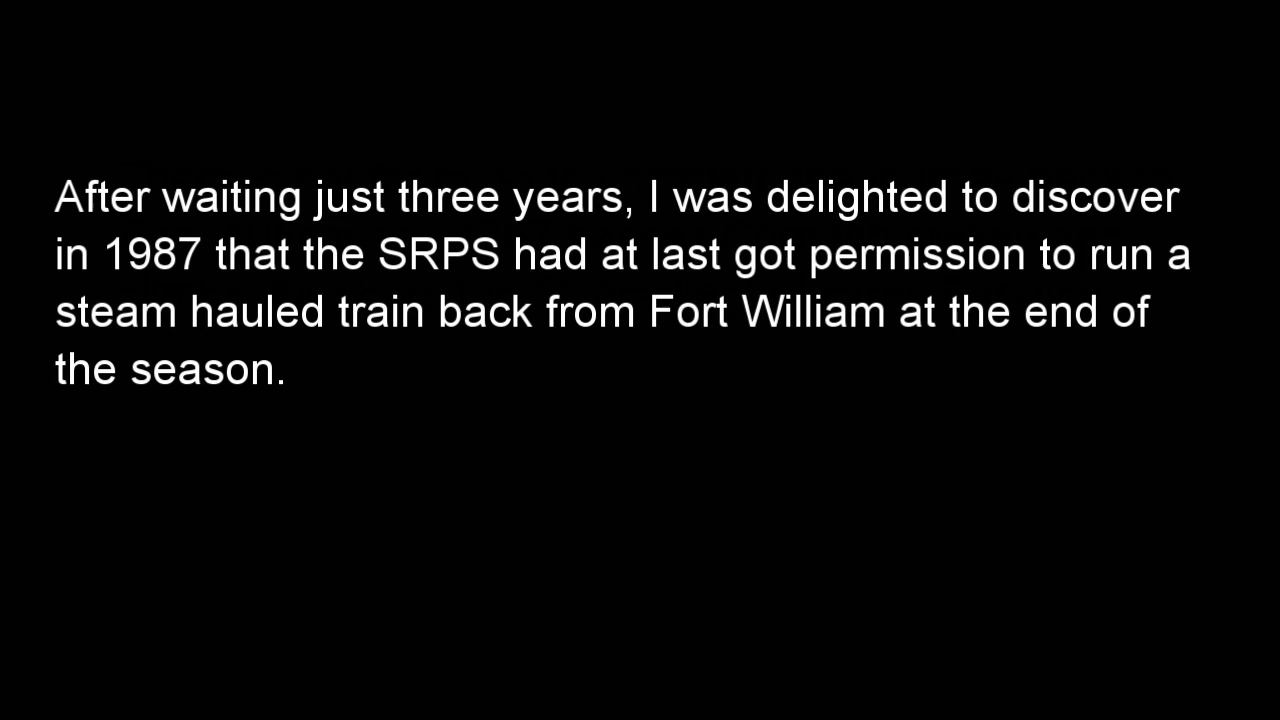 After waiting just three years, I was delighted to discover
in 1987 that the SRPS had at last got permission to run a
steam hauled train back from Fort William at the end of
the season.